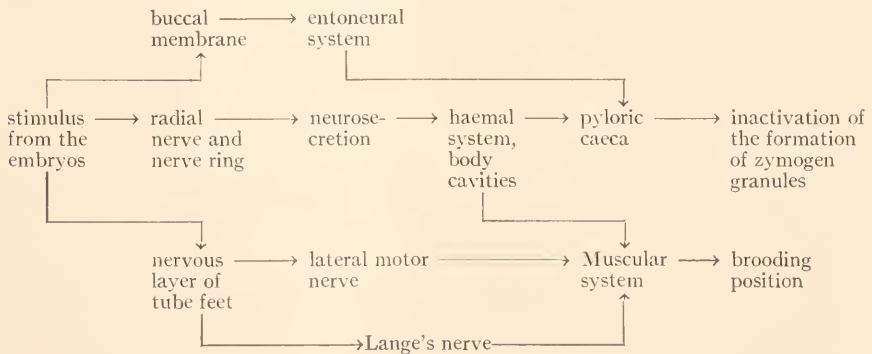 buccal
membrane
entoneural
system
stimulus
from the
embryos
radial
nerve and
nerve ring
neurose-
cretion
haemal
system,
body
cavities
pyloric
caeca
inactivation of
the formation
of zymogen
granules
nervous
layer of
tube feet
lateral motor
nerve
Muscular
system
brooding
position
Lange's nerve